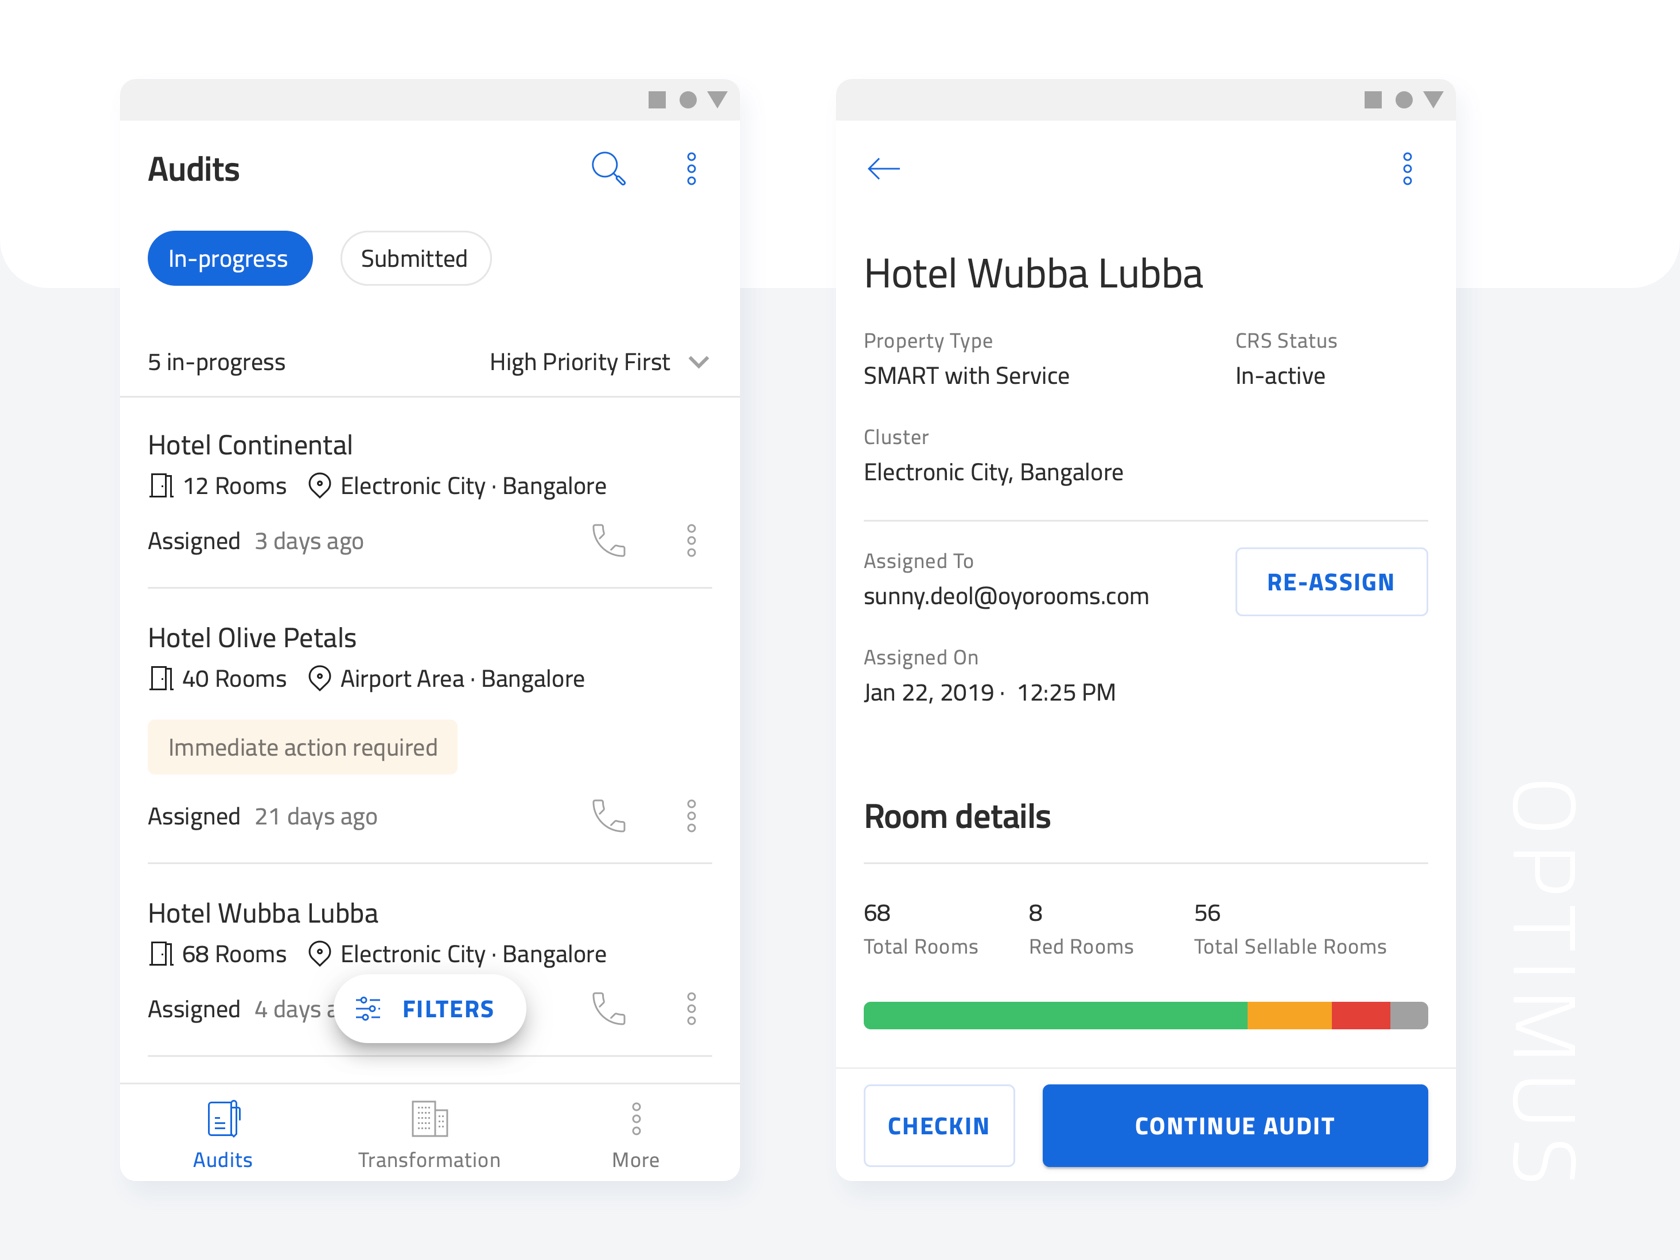 Audits
In-progress
Submitted
5 in-progress
High Priority First
Hotel Continental
12 Rooms
Electronic City · Bangalore
Assigned 3 days ago
Hotel Olive Petals
40 Rooms
Airport Area · Bangalore
Immediate action required
Assigned 21 days ago
Hotel Wubba Lubba
68 Rooms
Electronic City · Bangalore
Assigned 4 days
FILTERS
Audits
Transformation
More
Hotel Wubba Lubba
Property Type
SMART with Service
CRS Status
In-active
Cluster
Electronic City, Bangalore
Assigned To
sunny.deol@oyorooms.com
RE-ASSIGN
Assigned On
Jan 22, 2019 · 12:25 PM
Room details
68
Total Rooms
8
Red Rooms
56
Total Sellable Rooms
CHECKIN
CONTINUE AUDIT
OPTIMUS